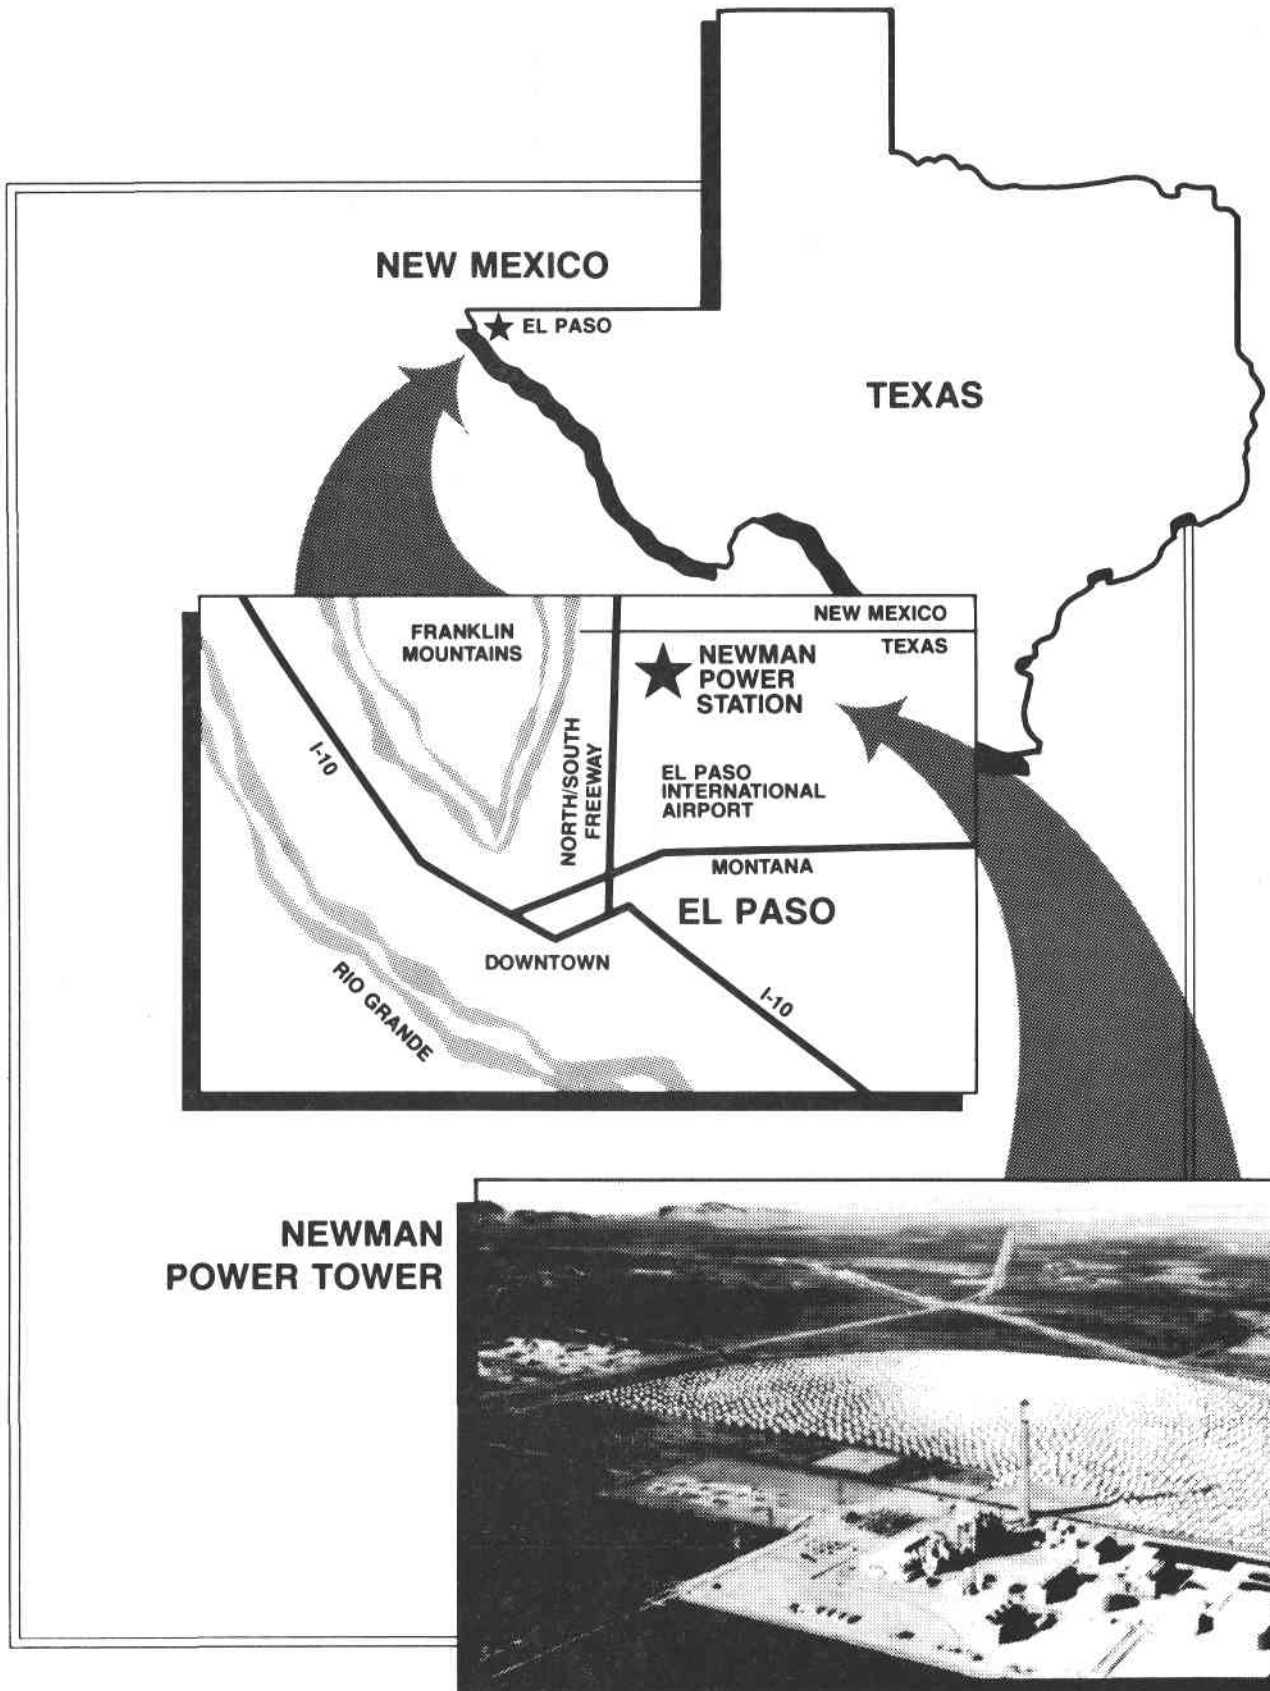 NEW MEXICO
EL PASO
TEXAS
NEW MEXICO
TEXAS
FRANKLIN
MOUNTAINS
NEWMAN
POWER
STATION
I-10
NORTH/SOUTH
FREEWAY
EL PASO
INTERNATIONAL
AIRPORT
MONTANA
EL PASO
DOWNTOWN
RIO GRANDE
I-10
NEWMAN
POWER TOWER